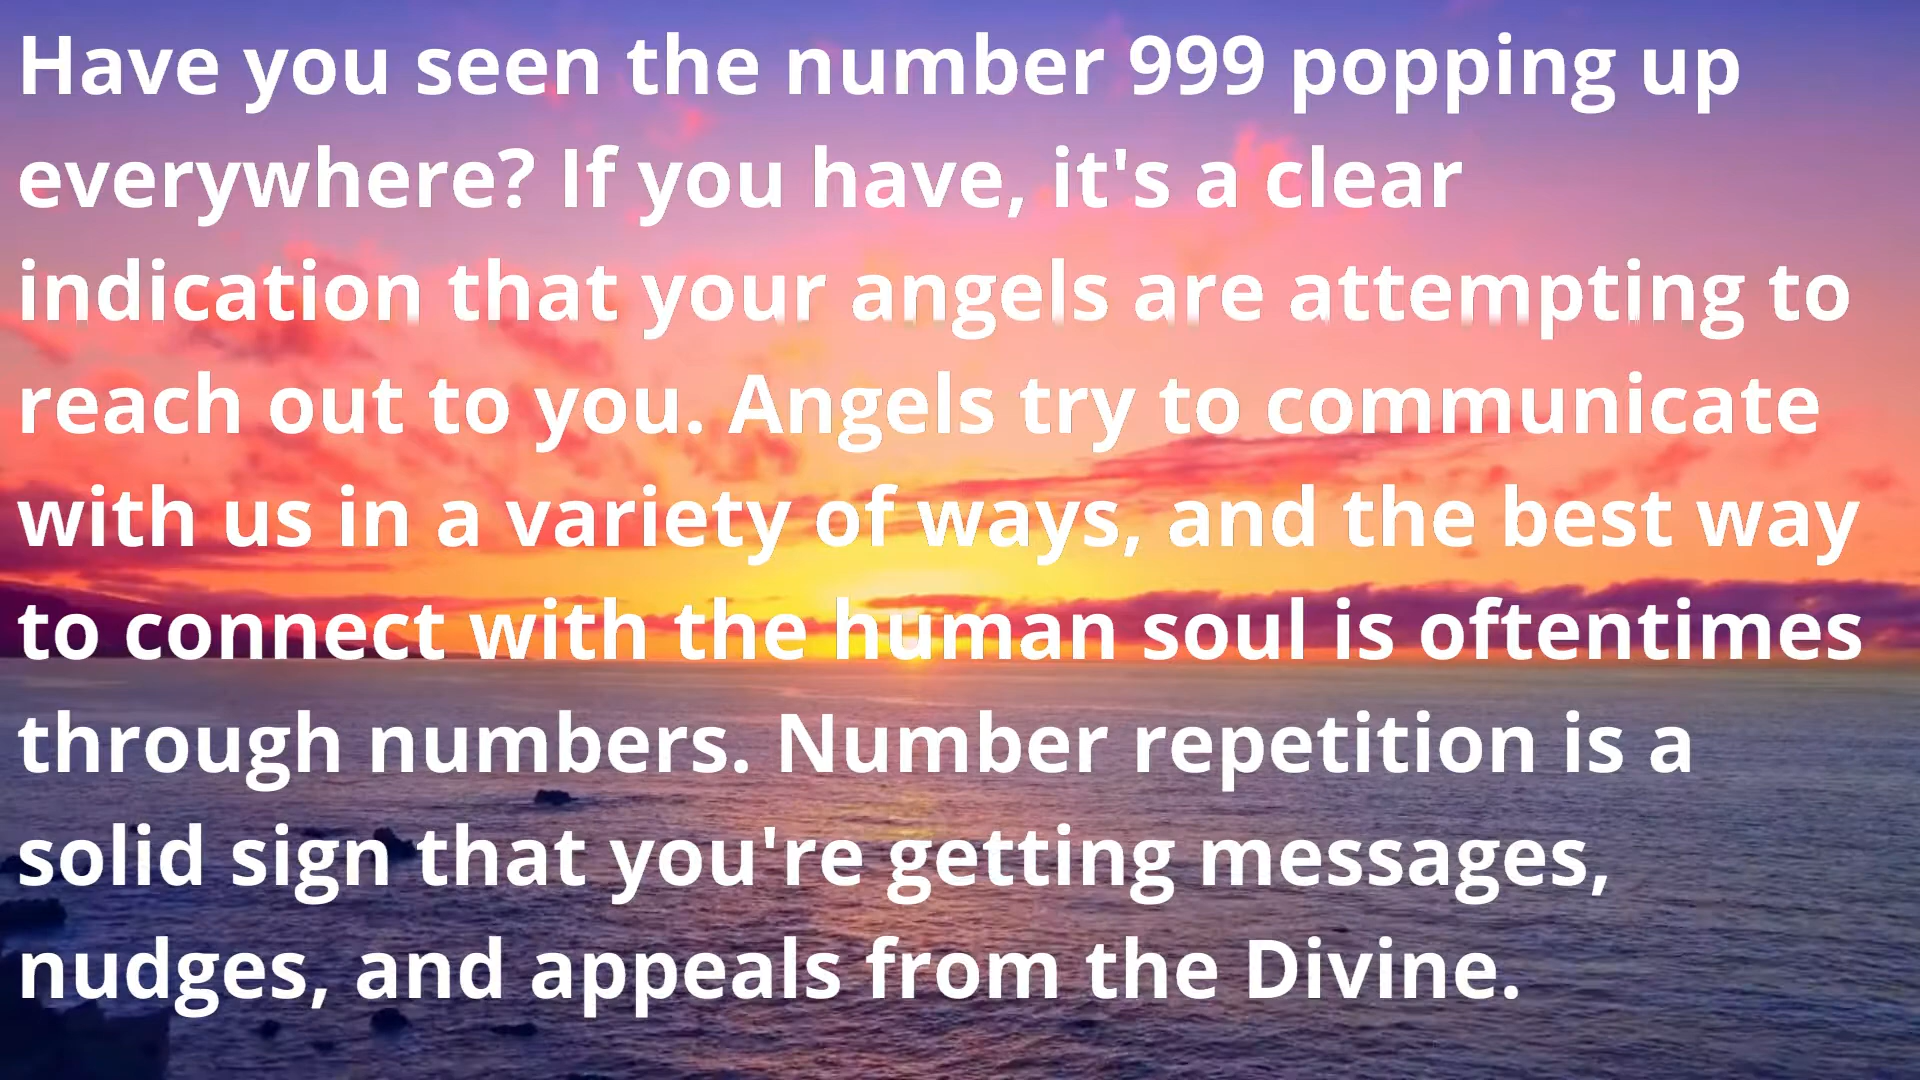 Have you seen the number 999 popping up
everywhere? If you have, it's a clear
indication that your angels are attempting to
reach out to you. Angels try to communicate
with us in a variety of ways, and the best way
to connect with the human soul is oftentimes
through numbers. Number repetition is a
solid sign that you're getting messages,
nudges, and appeals from the Divine.